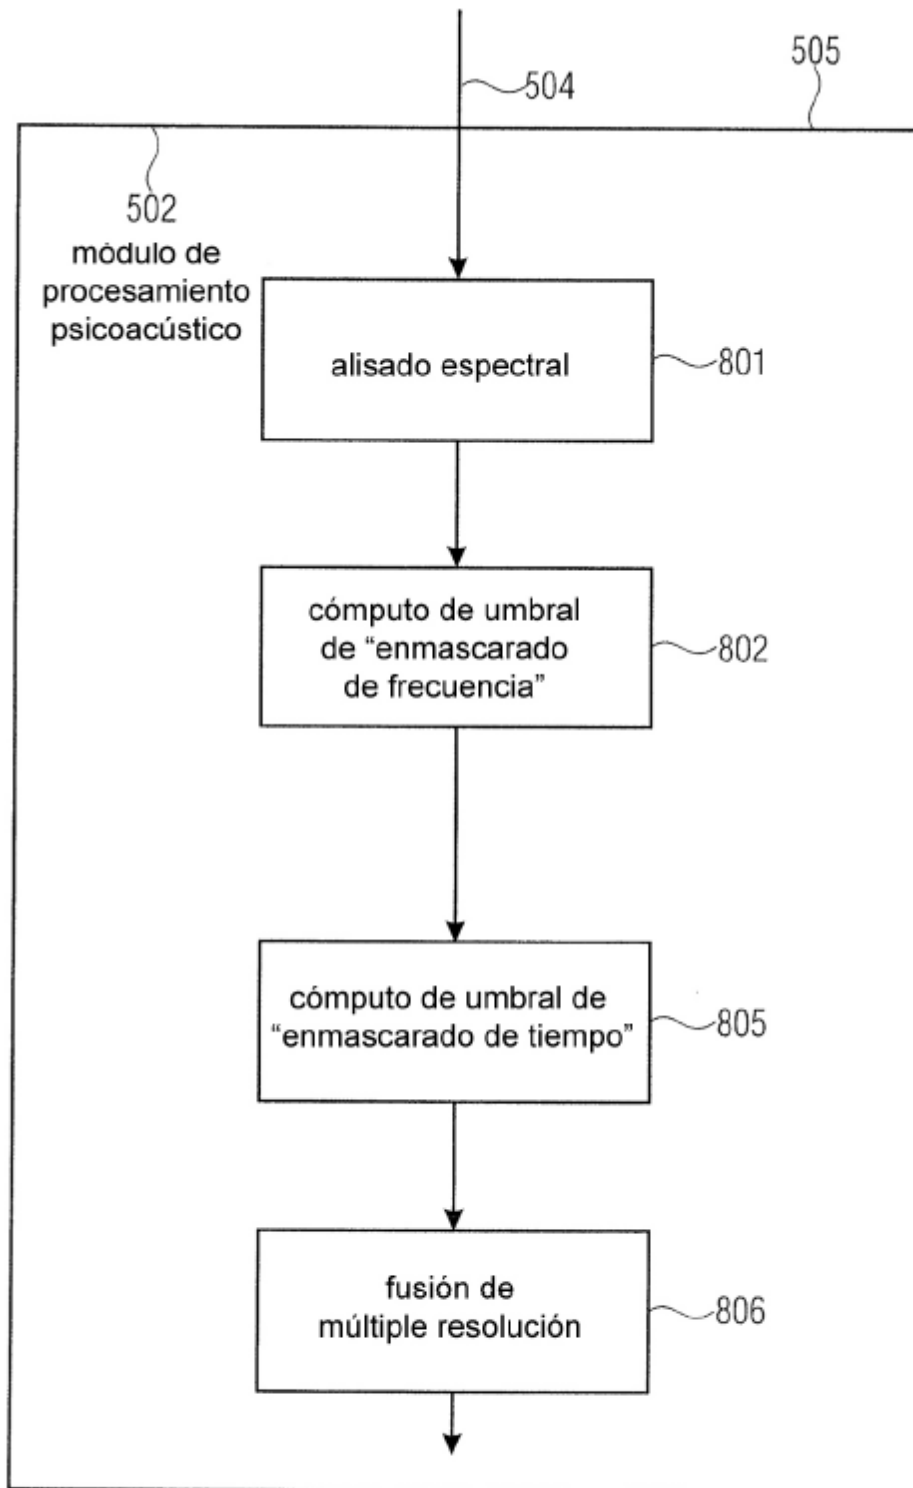 504
505
502
módulo de
procesamiento
psicoacústico
alisado espectral
801
cómputo de umbral
de “enmascarado
de frecuencia”
802
cómputo de umbral de
“enmascarado de tiempo”
805
fusión de
múltiple resolución
806